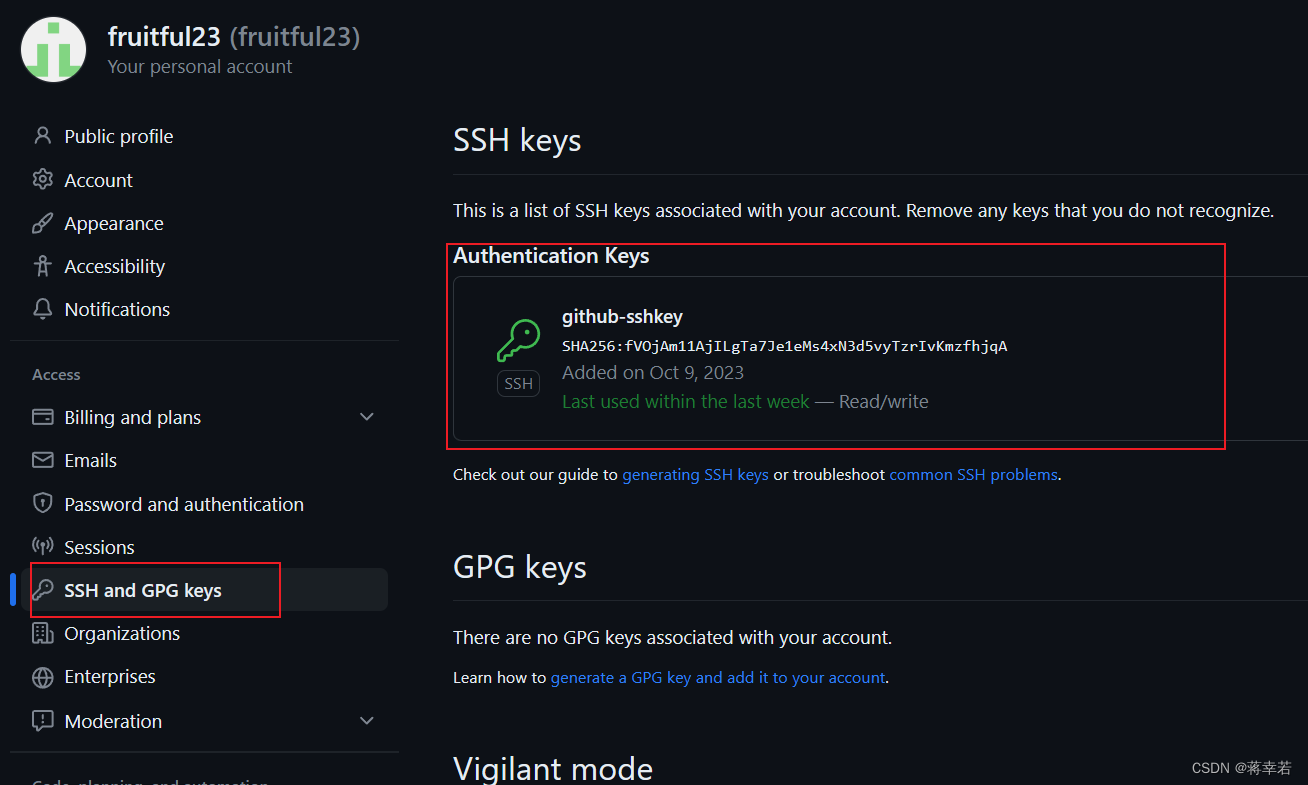 fruitful23 (fruitful23)
Your personal account
Public profile
Account
Appearance
Accessibility
Notifications
Access
Billing and plans
Emails
Password and authentication
Sessions
SSH and GPG keys
Organizations
Enterprises
Moderation
Code, planning, and automation
SSH keys
This is a list of SSH keys associated with your account. Remove any keys that you do not recognize.
Authentication Keys
github-sshkey
SHA256:fVOjAm11AjILgTa7Je1eMs4xN3d5vyTzrIvKmzfhjqA
Added on Oct 9, 2023
Last used within the last week — Read/write
SSH
Check out our guide to generating SSH keys or troubleshoot common SSH problems.
GPG keys
There are no GPG keys associated with your account.
Learn how to generate a GPG key and add it to your account.
Vigilant mode
CSDN @蒋幸若